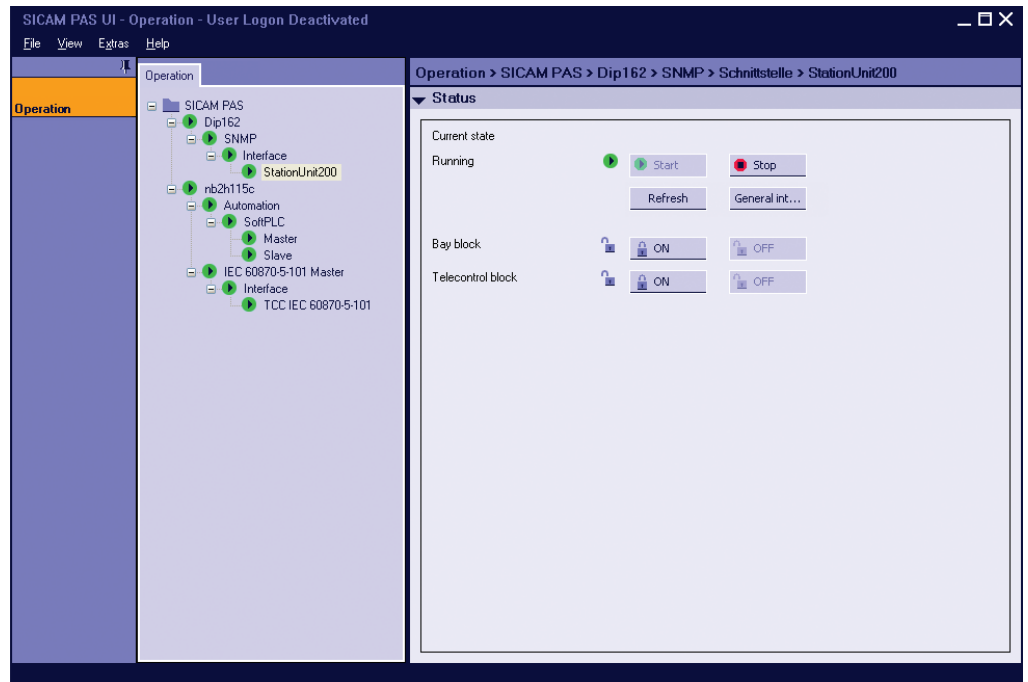 SICAM PAS UI - Operation - User Logon Deactivated
File View Extras Help
Operation
Operation
SICAM PAS
Dip162
SNMP
Interface
StationUnit200
nb2h115c
Automation
SoftPLC
Master
Slave
IEC 60870-5-101 Master
Interface
TCC IEC 60870-5-101
Operation > SICAM PAS > Dip162 > SNMP > Schnittstelle > StationUnit200
Status
Current state
Running Start Stop
Refresh General int...
Bay block ON OFF
Telecontrol block ON OFF